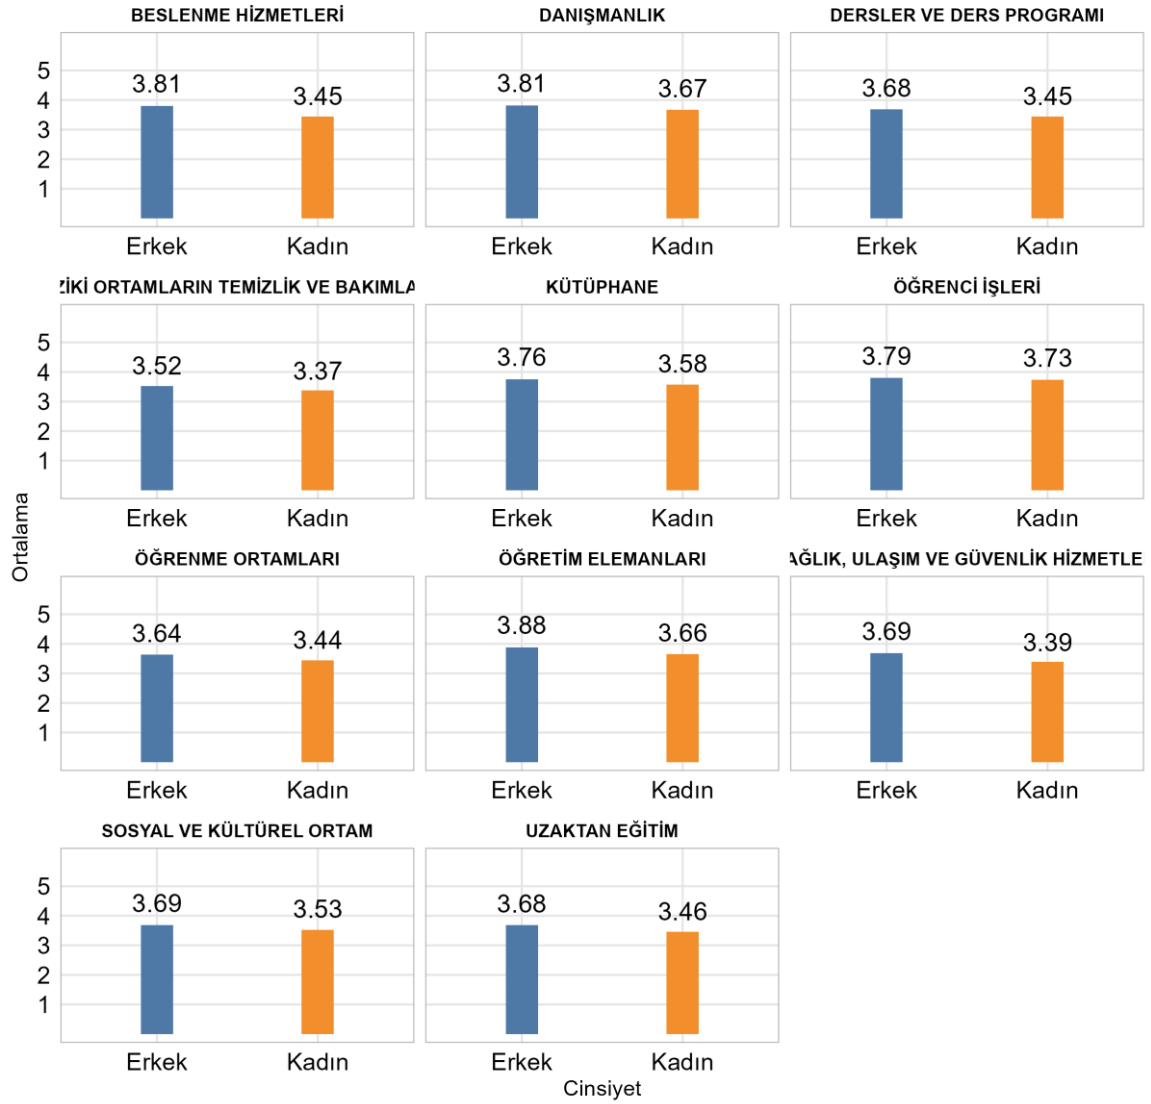 BESLENME HİZMETLERİ
DANIŞMANLIK
DERSLER VE DERS PROGRAMI
5
4
3
2
1
3.81
3.45
3.81
3.67
3.68
3.45
Erkek
Kadın
Erkek
Kadın
Erkek
Kadın
ZİKİ ORTAMLARIN TEMİZLİK VE BAKIMLA
KÜTÜPHANE
ÖĞRENCİ İŞLERİ
5
4
3
2
1
3.52
3.37
3.76
3.58
3.79
3.73
Erkek
Kadın
Erkek
Kadın
Erkek
Kadın
Ortalama
ÖĞRENME ORTAMLARI
ÖĞRETİM ELEMANLARI
AĞLIK, ULAŞIM VE GÜVENLİK HİZMETLE
5
4
3
2
1
3.64
3.44
3.88
3.66
3.69
3.39
Erkek
Kadın
Erkek
Kadın
Erkek
Kadın
SOSYAL VE KÜLTÜREL ORTAM
UZAKTAN EĞİTİM
5
4
3
2
1
3.69
3.53
3.68
3.46
Erkek
Kadın
Erkek
Kadın
Cinsiyet